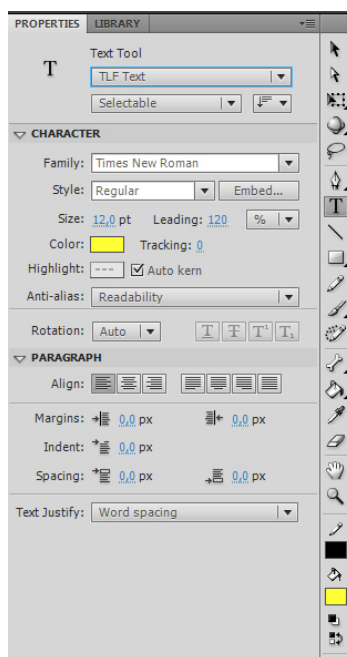 PROPERTIES LIBRARY
Text Tool
T
TLF Text
Selectable
CHARACTER
Family: Times New Roman
Style: Regular Embed...
Size: 12,0 pt Leading: 120 %
Color: Tracking: 0
Highlight: --- Auto kern
Anti-alias: Readability
Rotation: Auto T T T¹ T₁
PARAGRAPH
Align:
Margins: 0,0 px 0,0 px
Indent: 0,0 px
Spacing: 0,0 px 0,0 px
Text Justify: Word spacing
T